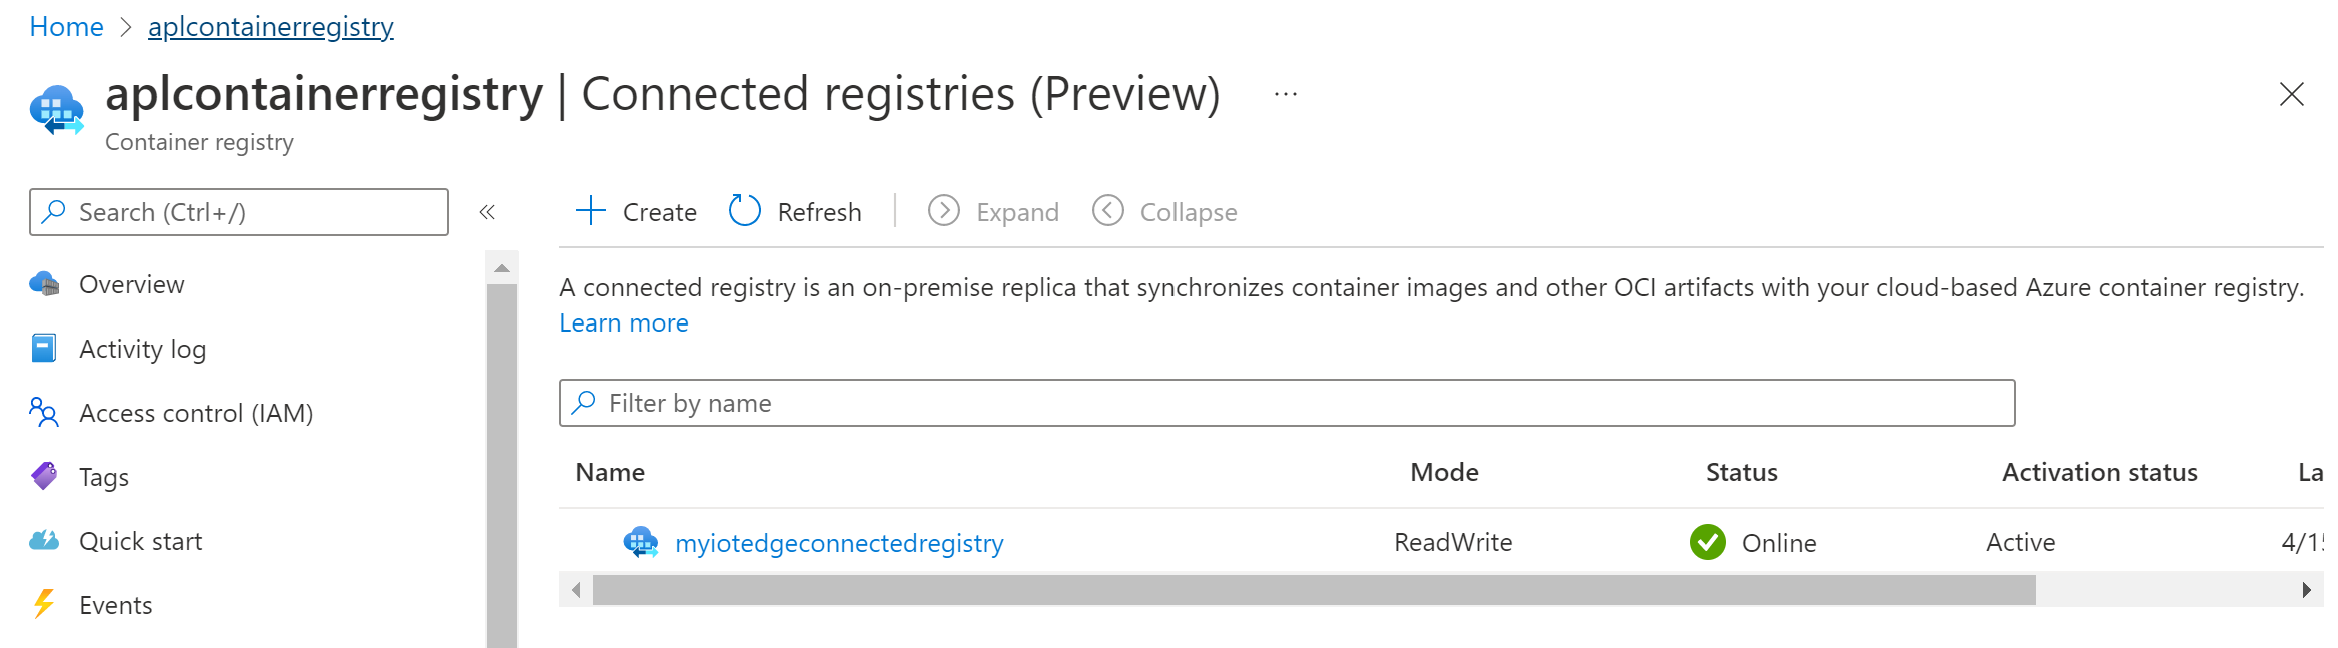 Home > aplcontainerregistry
aplcontainerregistry | Connected registries (Preview) ...
Container registry
Search (Ctrl+/)
«
Create Refresh Expand Collapse
Overview
Activity log
Access control (IAM)
Tags
Quick start
Events
A connected registry is an on-premise replica that synchronizes container images and other OCI artifacts with your cloud-based Azure container registry.
Learn more
Filter by name
Name Mode Status Activation status La
myiotedgeconnectedregistry ReadWrite Online Active 4/15